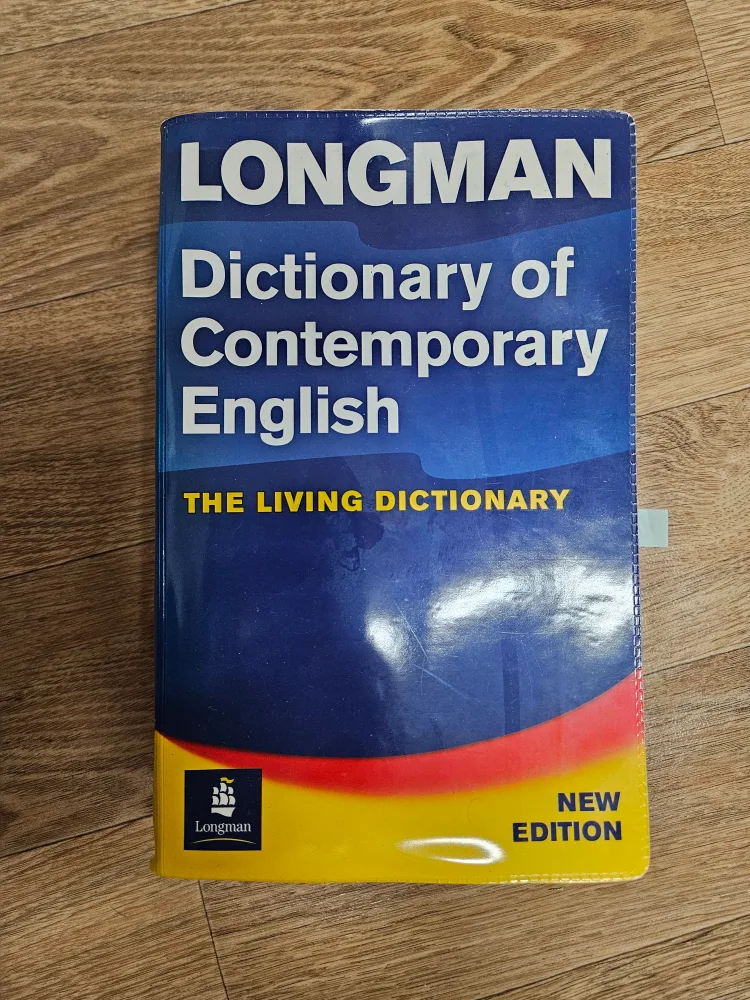 LONGMAN
Dictionary of
Contemporary
English
THE LIVING DICTIONARY
Longman
NEW
EDITION